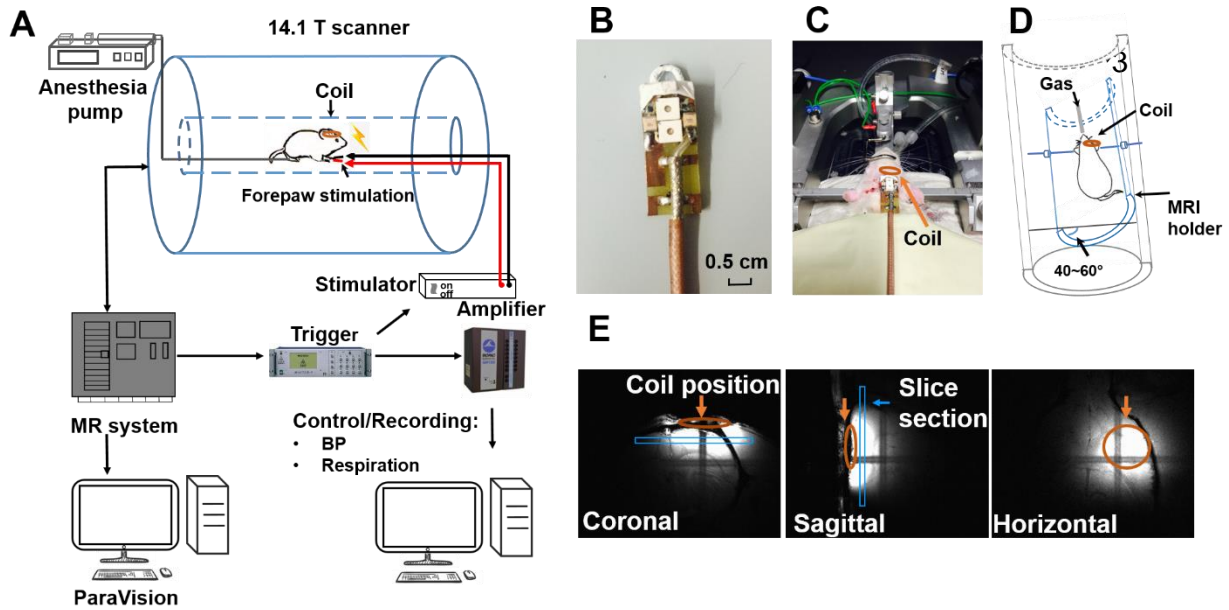 A
14.1 T scanner
Anesthesia
pump
Coil
Forepaw stimulation
Stimulator
on
off
Amplifier
Trigger
MR system
Control/Recording:
• BP
• Respiration
ParaVision
B
0.5 cm
C
Coil
D
3
Gas
Coil
MRI
holder
40~60°
E
Coil position
Coronal
Slice
section
Sagittal
Horizontal